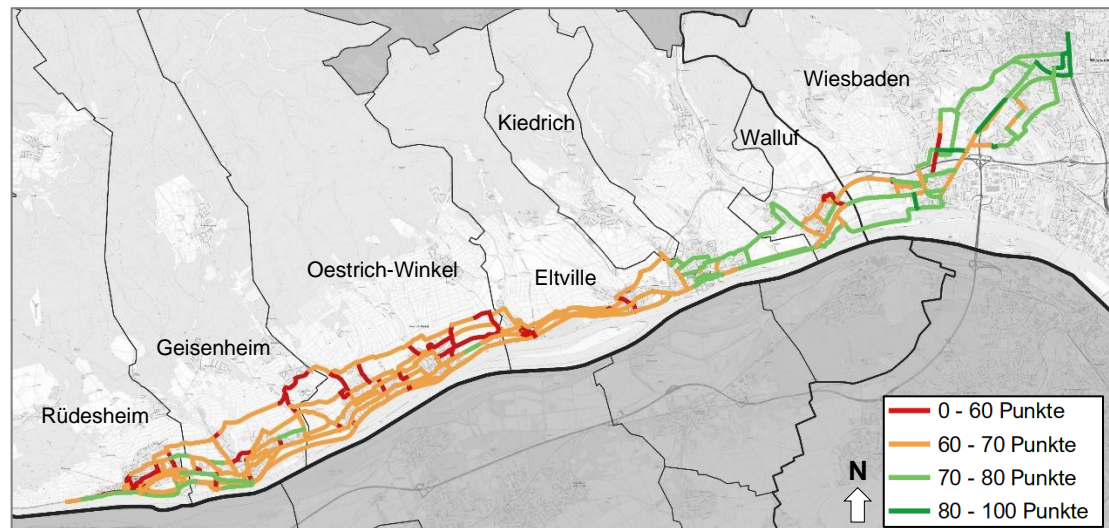 Wiesbaden
Kiedrich
Walluf
Oestrich-Winkel
Eltville
Geisenheim
Rüdesheim
0 - 60 Punkte
60 - 70 Punkte
70 - 80 Punkte
80 - 100 Punkte
N